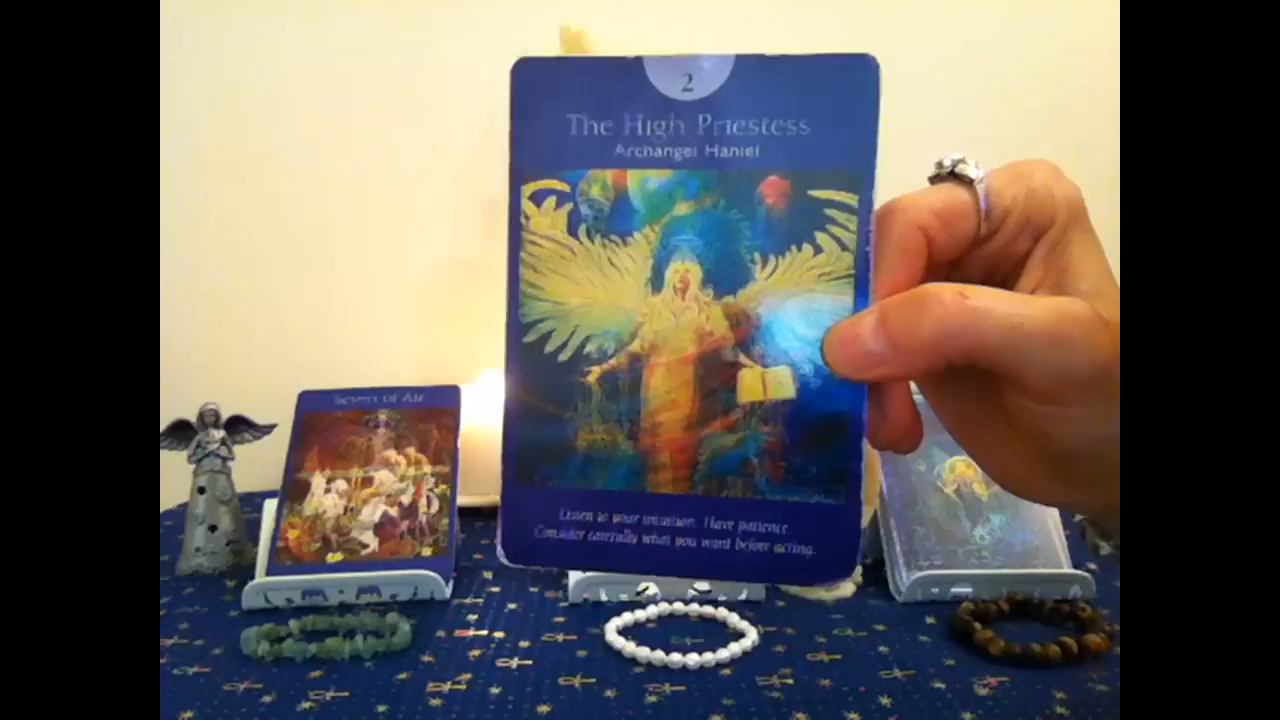 2
The High Priestess
Archangel Haniel
Listen to your intuition. Have patience.
Consider carefully what you want before acting.
Seven of Air